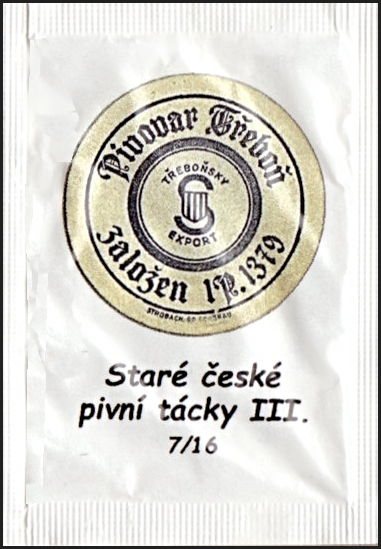 Pivovar Třeboň
TŘEBOŇSKÝ
S
EXPORT
založen 1379
Staré české
pivní tácky III.
7/16